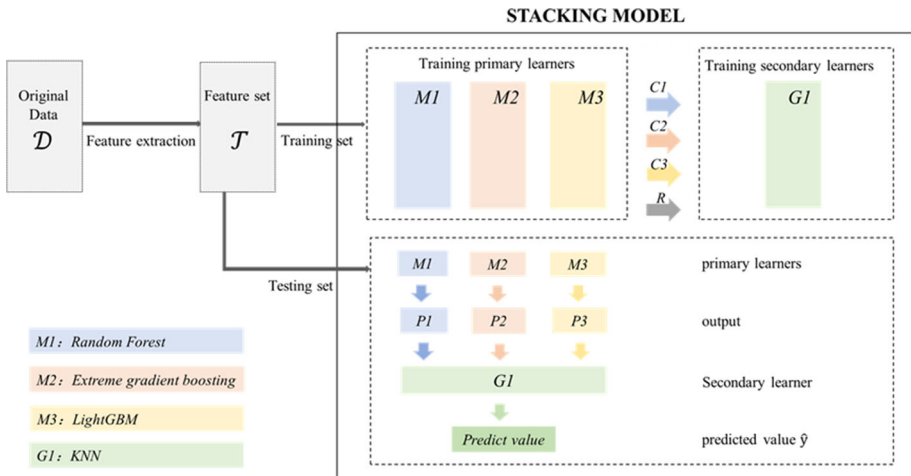 STACKING MODEL
Original
Data
𝒟
Feature extraction
Feature set
𝒯
Training set
Testing set
Training primary learners
M1 M2 M3
C1
C2
C3
R
Training secondary learners
G1
M1 M2 M3 primary learners
P1 P2 P3 output
G1 Secondary learner
Predict value predicted value ŷ
M1：Random Forest
M2：Extreme gradient boosting
M3：LightGBM
G1：KNN